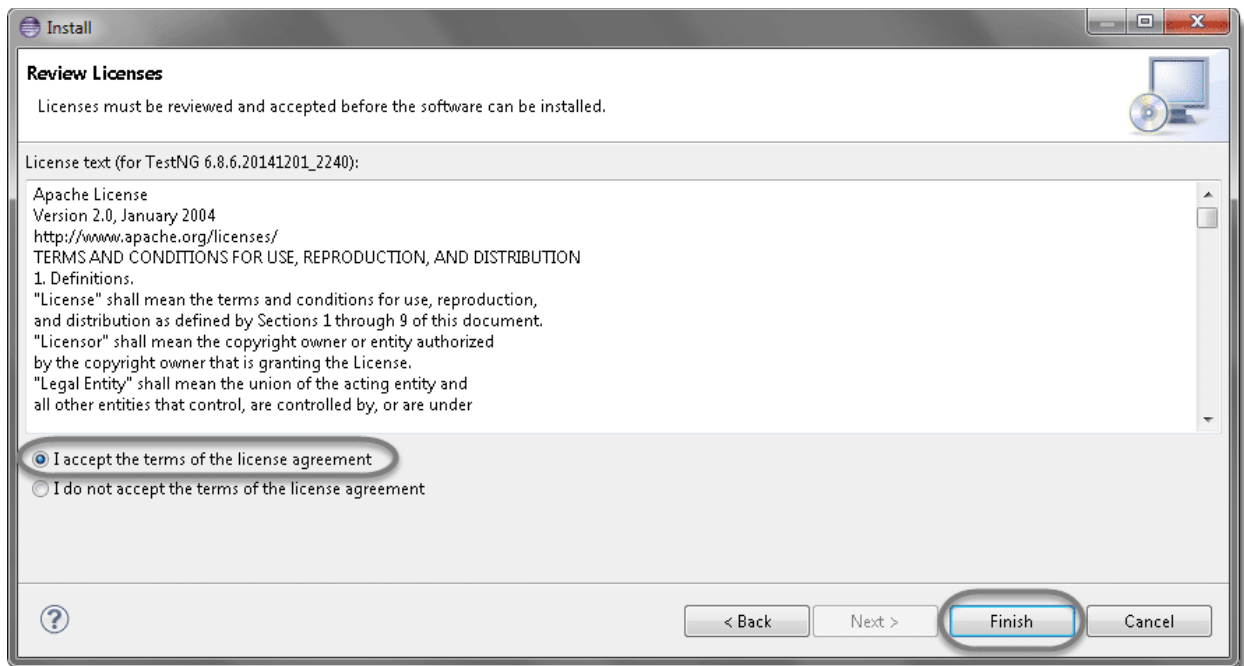 Install
Review Licenses
Licenses must be reviewed and accepted before the software can be installed.
License text (for TestNG 6.8.6.20141201_2240):
Apache License
Version 2.0, January 2004
http://www.apache.org/licenses/
TERMS AND CONDITIONS FOR USE, REPRODUCTION, AND DISTRIBUTION
1. Definitions.
"License" shall mean the terms and conditions for use, reproduction,
and distribution as defined by Sections 1 through 9 of this document.
"Licensor" shall mean the copyright owner or entity authorized
by the copyright owner that is granting the License.
"Legal Entity" shall mean the union of the acting entity and
all other entities that control, are controlled by, or are under
I accept the terms of the license agreement
I do not accept the terms of the license agreement
< Back Next > Finish Cancel